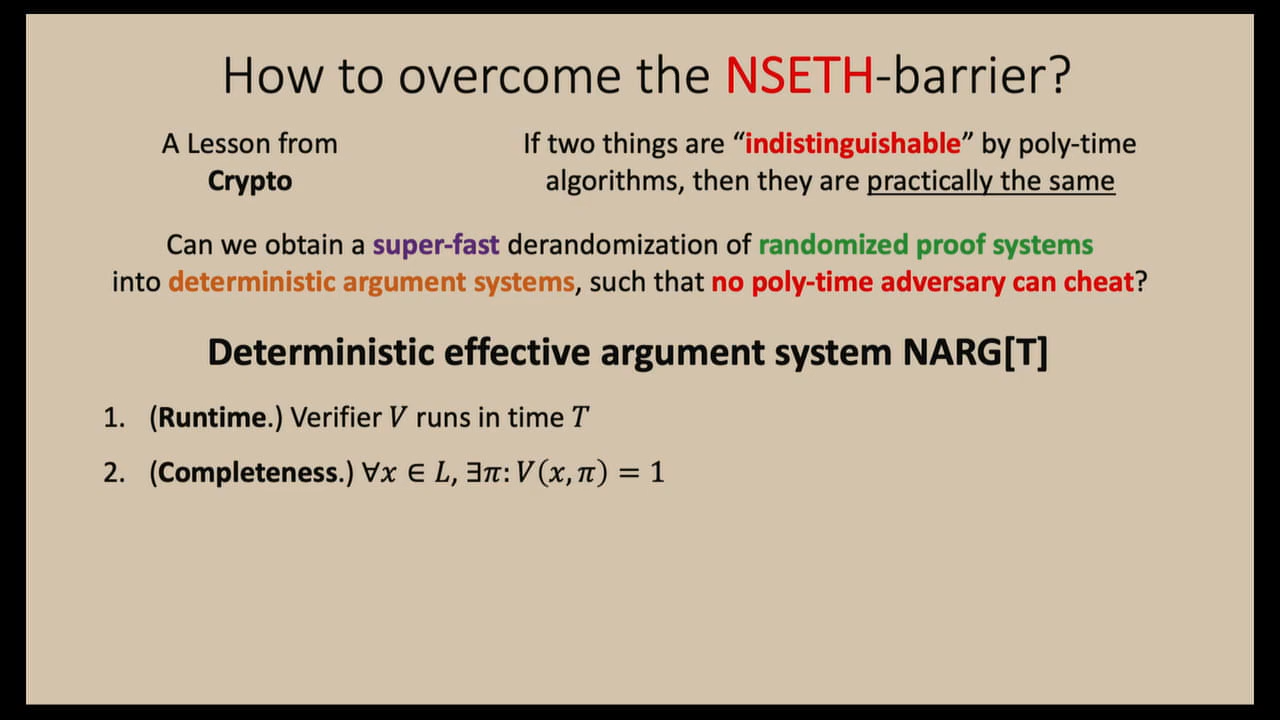 How to overcome the NSETH-barrier?
A Lesson from
Crypto
If two things are “indistinguishable” by poly-time
algorithms, then they are practically the same
Can we obtain a super-fast derandomization of randomized proof systems
into deterministic argument systems, such that no poly-time adversary can cheat?
Deterministic effective argument system NARG[T]
1. (Runtime.) Verifier 𝑉 runs in time 𝑇
2. (Completeness.) ∀𝑥 ∈ 𝐿, ∃𝜋: 𝑉(𝑥, 𝜋) = 1